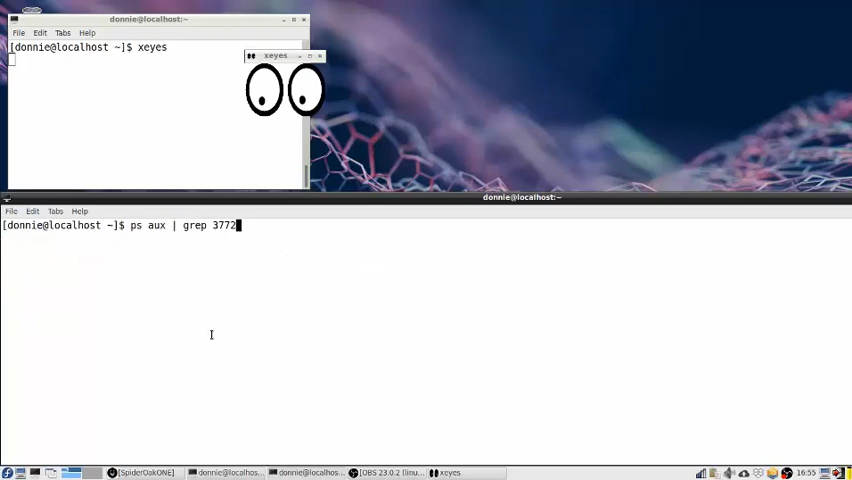 donnie@localhost:~
File Edit Tabs Help
[donnie@localhost ~]$ xeyes
xeyes
donnie@localhost:~
File Edit Tabs Help
[donnie@localhost ~]$ ps aux | grep 3772
[SpiderOakONE] donnie@localhos... donnie@localhos... [OBS 23.0.2 (linu... xeyes 16:55